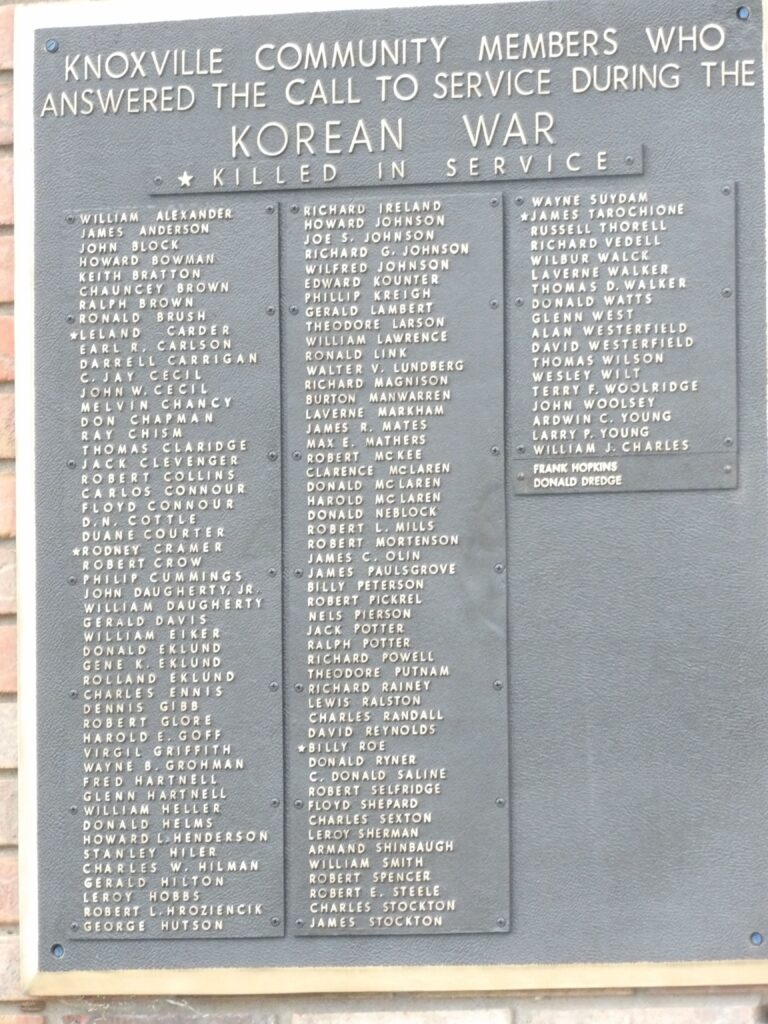 KNOXVILLE COMMUNITY MEMBERS WHO
ANSWERED THE CALL TO SERVICE DURING THE
KOREAN WAR
★ KILLED IN SERVICE
WILLIAM ALEXANDER
JAMES ANDERSON
JOHN BLOCK
HOWARD BOWMAN
KEITH BRATTON
CHAUNCEY BROWN
RALPH BROWN
RONALD BRUSH
★LELAND CARDER
EARL R. CARLSON
DARRELL CARRIGAN
C. JAY CECIL
JOHN W. CECIL
MELVIN CHANCY
DON CHAPMAN
RAY CHISM
THOMAS CLARIDGE
JACK CLEVENGER
ROBERT COLLINS
CARLOS CONNOUR
FLOYD CONNOUR
D.N. COTTLE
DUANE COURTER
★RODNEY CRAMER
ROBERT CROW
PHILIP CUMMINGS
JOHN DAUGHERTY, JR.
WILLIAM DAUGHERTY
GERALD DAVIS
WILLIAM EIKER
DONALD EKLUND
GENE K. EKLUND
ROLLAND EKLUND
CHARLES ENNIS
DENNIS GIBB
ROBERT GLORE
HAROLD E. GOFF
VIRGIL GRIFFITH
WAYNE B. GROHMAN
FRED HARTNELL
GLENN HARTNELL
WILLIAM HELLER
DONALD HELMS
HOWARD L. HENDERSON
STANLEY HILER
CHARLES W. HILMAN
GERALD HILTON
LEROY HOBBS
ROBERT L. HROZIENCIK
GEORGE HUTSON
RICHARD IRELAND
HOWARD JOHNSON
JOE S. JOHNSON
RICHARD G. JOHNSON
WILFRED JOHNSON
EDWARD KOUNTER
PHILLIP KREIGH
GERALD LAMBERT
THEODORE LARSON
WILLIAM LAWRENCE
RONALD LINK
WALTER V. LUNDBERG
RICHARD MAGNISON
BURTON MANWARREN
LAVERNE MARKHAM
JAMES R. MATES
MAX E. MATHERS
ROBERT McKEE
CLARENCE McLAREN
DONALD McLAREN
HAROLD McLAREN
DONALD NEBLOCK
ROBERT L. MILLS
ROBERT MORTENSON
JAMES C. OLIN
JAMES PAULSGROVE
BILLY PETERSON
ROBERT PICKREL
NELS PIERSON
JACK POTTER
RALPH POTTER
RICHARD POWELL
THEODORE PUTNAM
RICHARD RAINEY
LEWIS RALSTON
CHARLES RANDALL
DAVID REYNOLDS
★BILLY ROE
DONALD RYNER
C. DONALD SALINE
ROBERT SELFRIDGE
FLOYD SHEPARD
CHARLES SEXTON
LEROY SHERMAN
ARMAND SHINBAUGH
WILLIAM SMITH
ROBERT SPENCER
ROBERT E. STEELE
CHARLES STOCKTON
JAMES STOCKTON
WAYNE SUYDAM
★JAMES TAROCHIONE
RUSSELL THORELL
RICHARD VEDELL
WILBUR WALCK
LAVERNE WALKER
THOMAS D. WALKER
DONALD WATTS
GLENN WEST
ALAN WESTERFIELD
DAVID WESTERFIELD
THOMAS WILSON
WESLEY WILT
TERRY F. WOOLRIDGE
JOHN WOOLSEY
ARDWIN C. YOUNG
LARRY P. YOUNG
WILLIAM J. CHARLES
FRANK HOPKINS
DONALD DREDGE